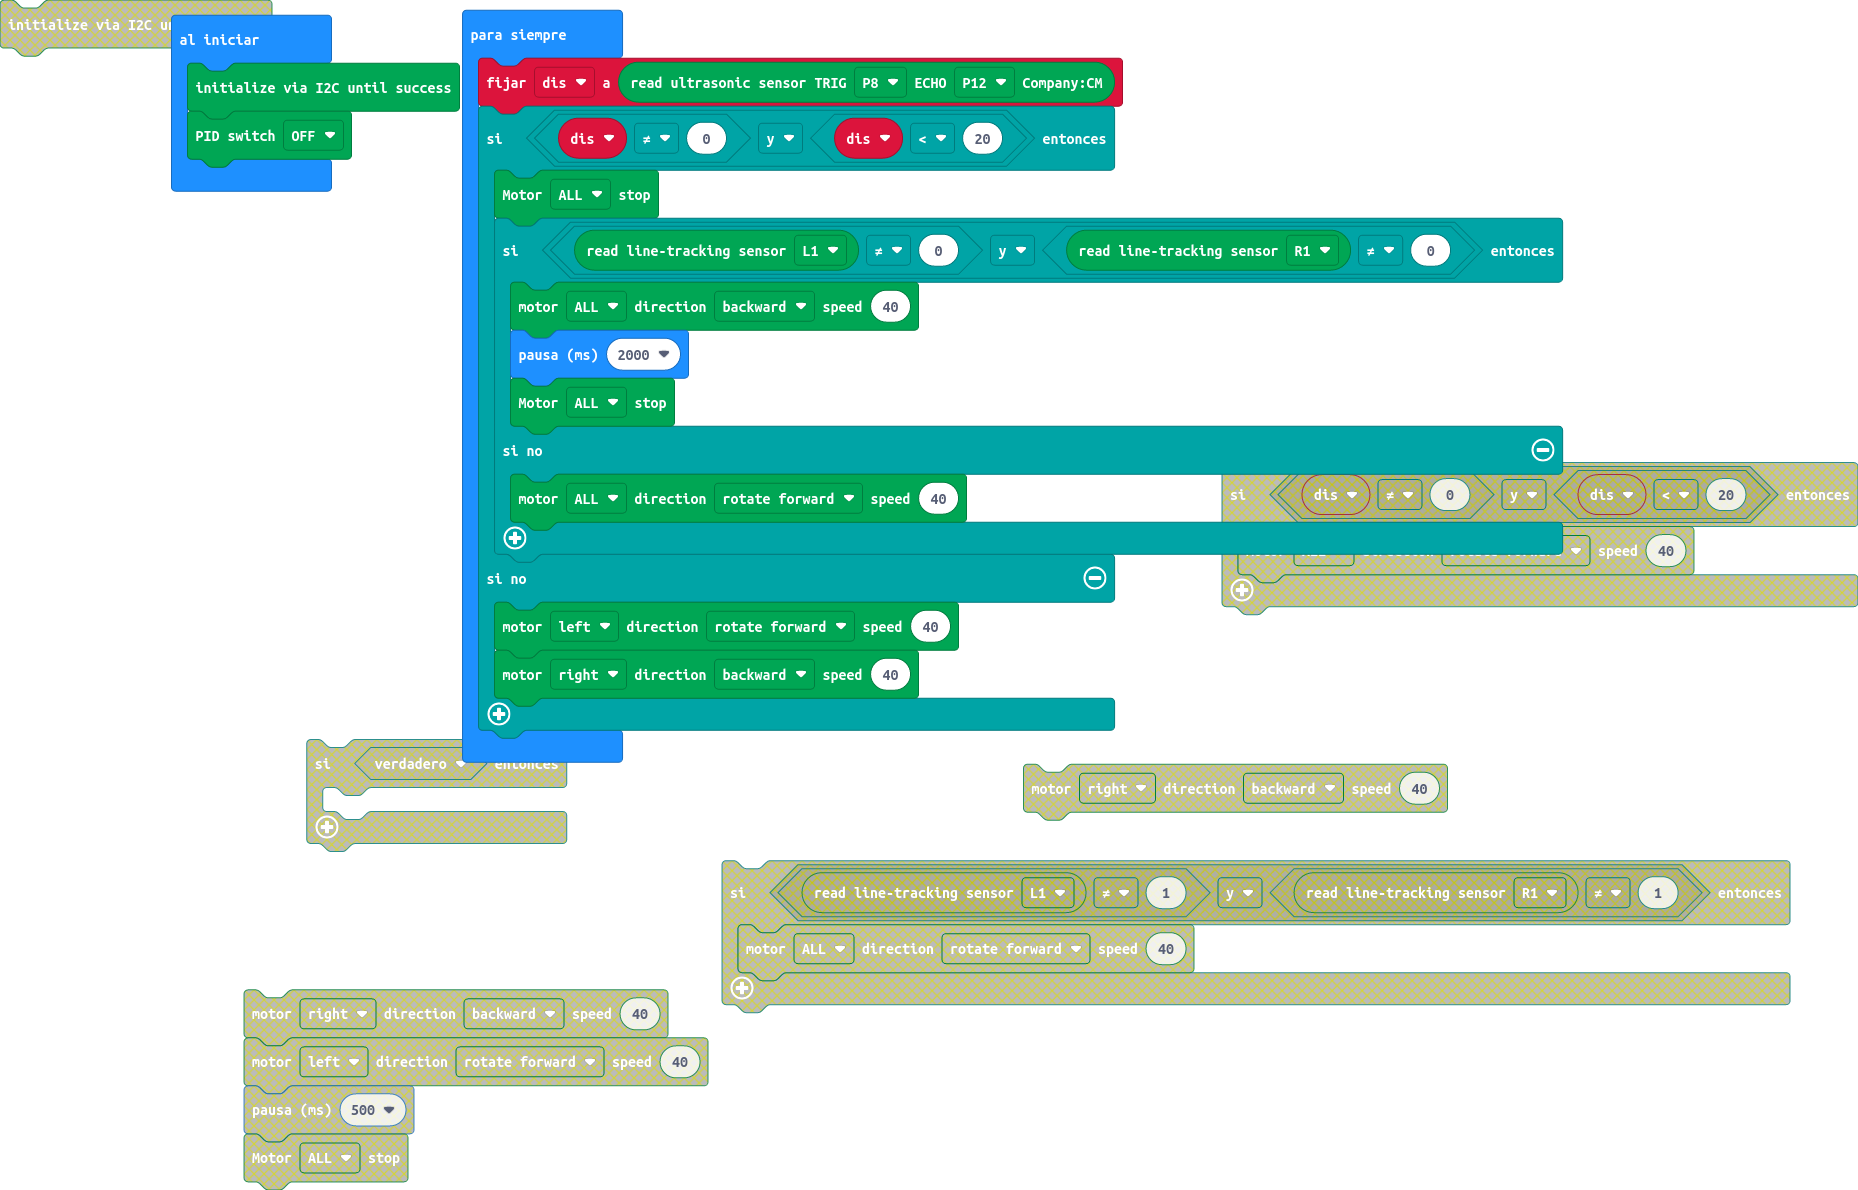 initialize via I2C un
al iniciar
initialize via I2C until success
PID switch OFF
para siempre
fijar dis a read ultrasonic sensor TRIG P8 ECHO P12 Company:CM
si dis ≠ 0 y dis < 20 entonces
Motor ALL stop
si read line-tracking sensor L1 ≠ 0 y read line-tracking sensor R1 ≠ 0 entonces
motor ALL direction backward speed 40
pausa (ms) 2000
Motor ALL stop
si no
motor ALL direction rotate forward speed 40
si no
motor left direction rotate forward speed 40
motor right direction backward speed 40
si dis ≠ 0 y dis < 20 entonces
speed 40
si verdadero entonces
motor right direction backward speed 40
si read line-tracking sensor L1 ≠ 1 y read line-tracking sensor R1 ≠ 1 entonces
motor ALL direction rotate forward speed 40
motor right direction backward speed 40
motor left direction rotate forward speed 40
pausa (ms) 500
Motor ALL stop